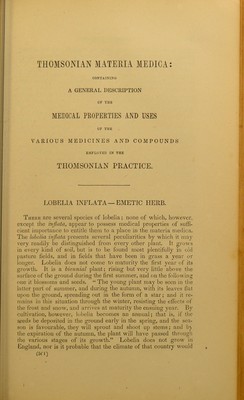 THOMSONIAN MATERIA MEDICA:
CONTAINING
A GENERAL DESCRIPTION
OF THE
MEDICAL PROPERTIES AND USES
OF THE
VARIOUS MEDICINES AND COMPOUNDS
EMPLOYED IN THE
THOMSONIAN PRACTICE.
LOBELIA INFLATA—EMETIC HERB.
THERE are several species of lobelia; none of which, however,
except the inflata, appear to possess medical properties of suffi-
cient importance to entitle them to a place in the materia medica.
The lobelia inflata presents several peculiarities by which it may
very readily be distinguished from every other plant. It grows
in every kind of soil, but is to be found most plentifully in old
pasture fields, and in fields that have been in grass a year or
longer. Lobelia does not come to maturity the first year of its
growth. It is a biennial plant; rising but very little above the
surface of the ground during the first summer, and on the following
one it blossoms and seeds. "The young plant may be seen in the
latter part of summer, and during the autumn, with its leaves flat
upon the ground, spreading out in the form of a star; and it re-
mains in this situation through the winter, resisting the effects of
the frost and snow, and arrives at maturity the ensuing year. By
cultivation, however, lobelia becomes an annual; that is, if the
seeds be deposited in the ground early in the spring, and the sea-
son is favourable, they will sprout and shoot up stems; and by
the expiration of the autumn, the plant will have passed through
the various stages of its growth." Lobelia does not grow in
England, nor is it probable that the climate of that country would